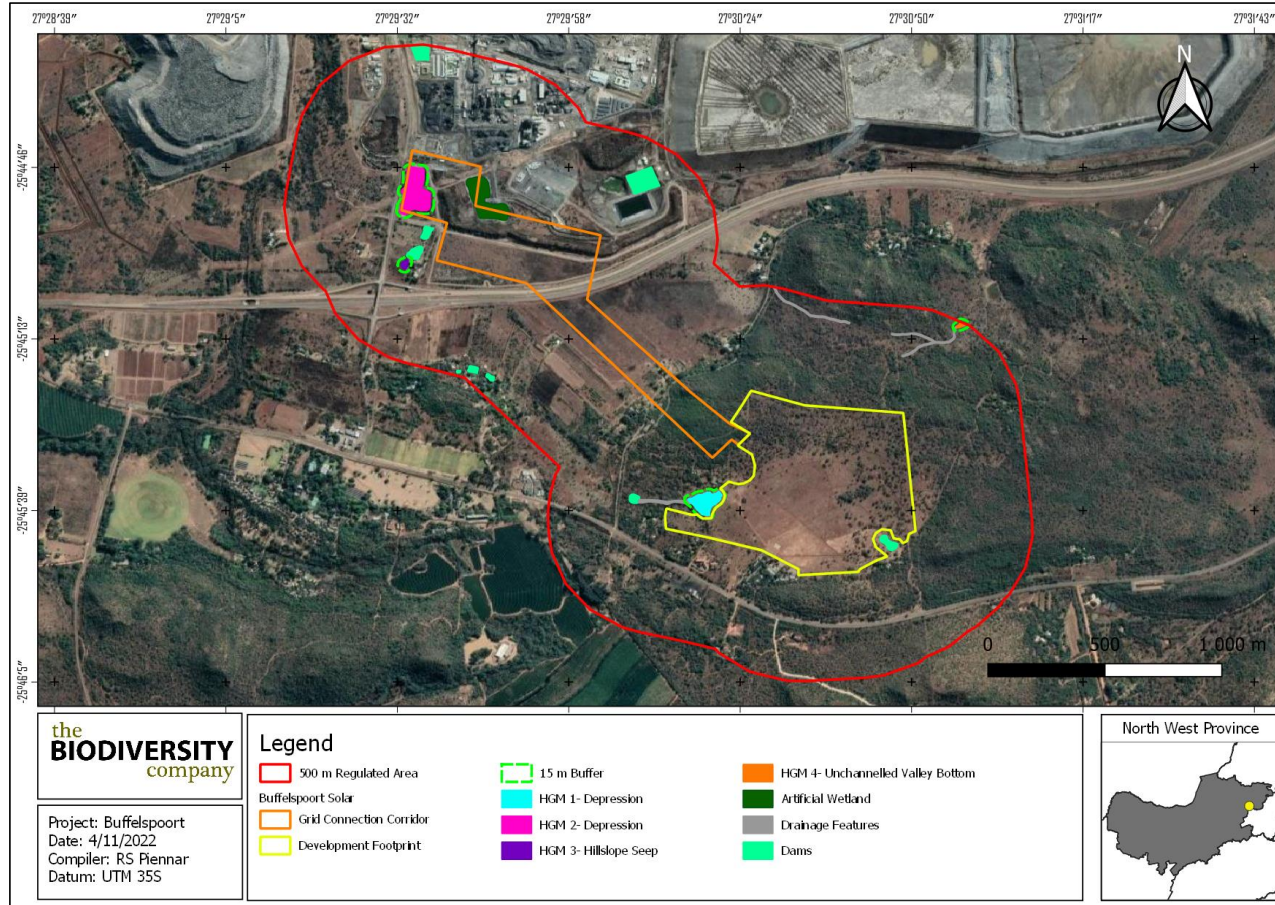 27°28'39" 27°29'5" 27°29'32" 27°29'58" 27°30'24" 27°30'50" 27°31'17" 27°31'43"
N
-25°44'46"
-25°45'13"
-25°45'39"
-25°46'5"
0 500 1 000 m
the
BIODIVERSITY
company
Project: Buffelspoort
Date: 4/11/2022
Compiler: RS Piennar
Datum: UTM 35S
Legend
500 m Regulated Area
Buffelspoort Solar
Grid Connection Corridor
Development Footprint
15 m Buffer
HGM 1- Depression
HGM 2- Depression
HGM 3- Hillslope Seep
HGM 4- Unchannelled Valley Bottom
Artificial Wetland
Drainage Features
Dams
North West Province